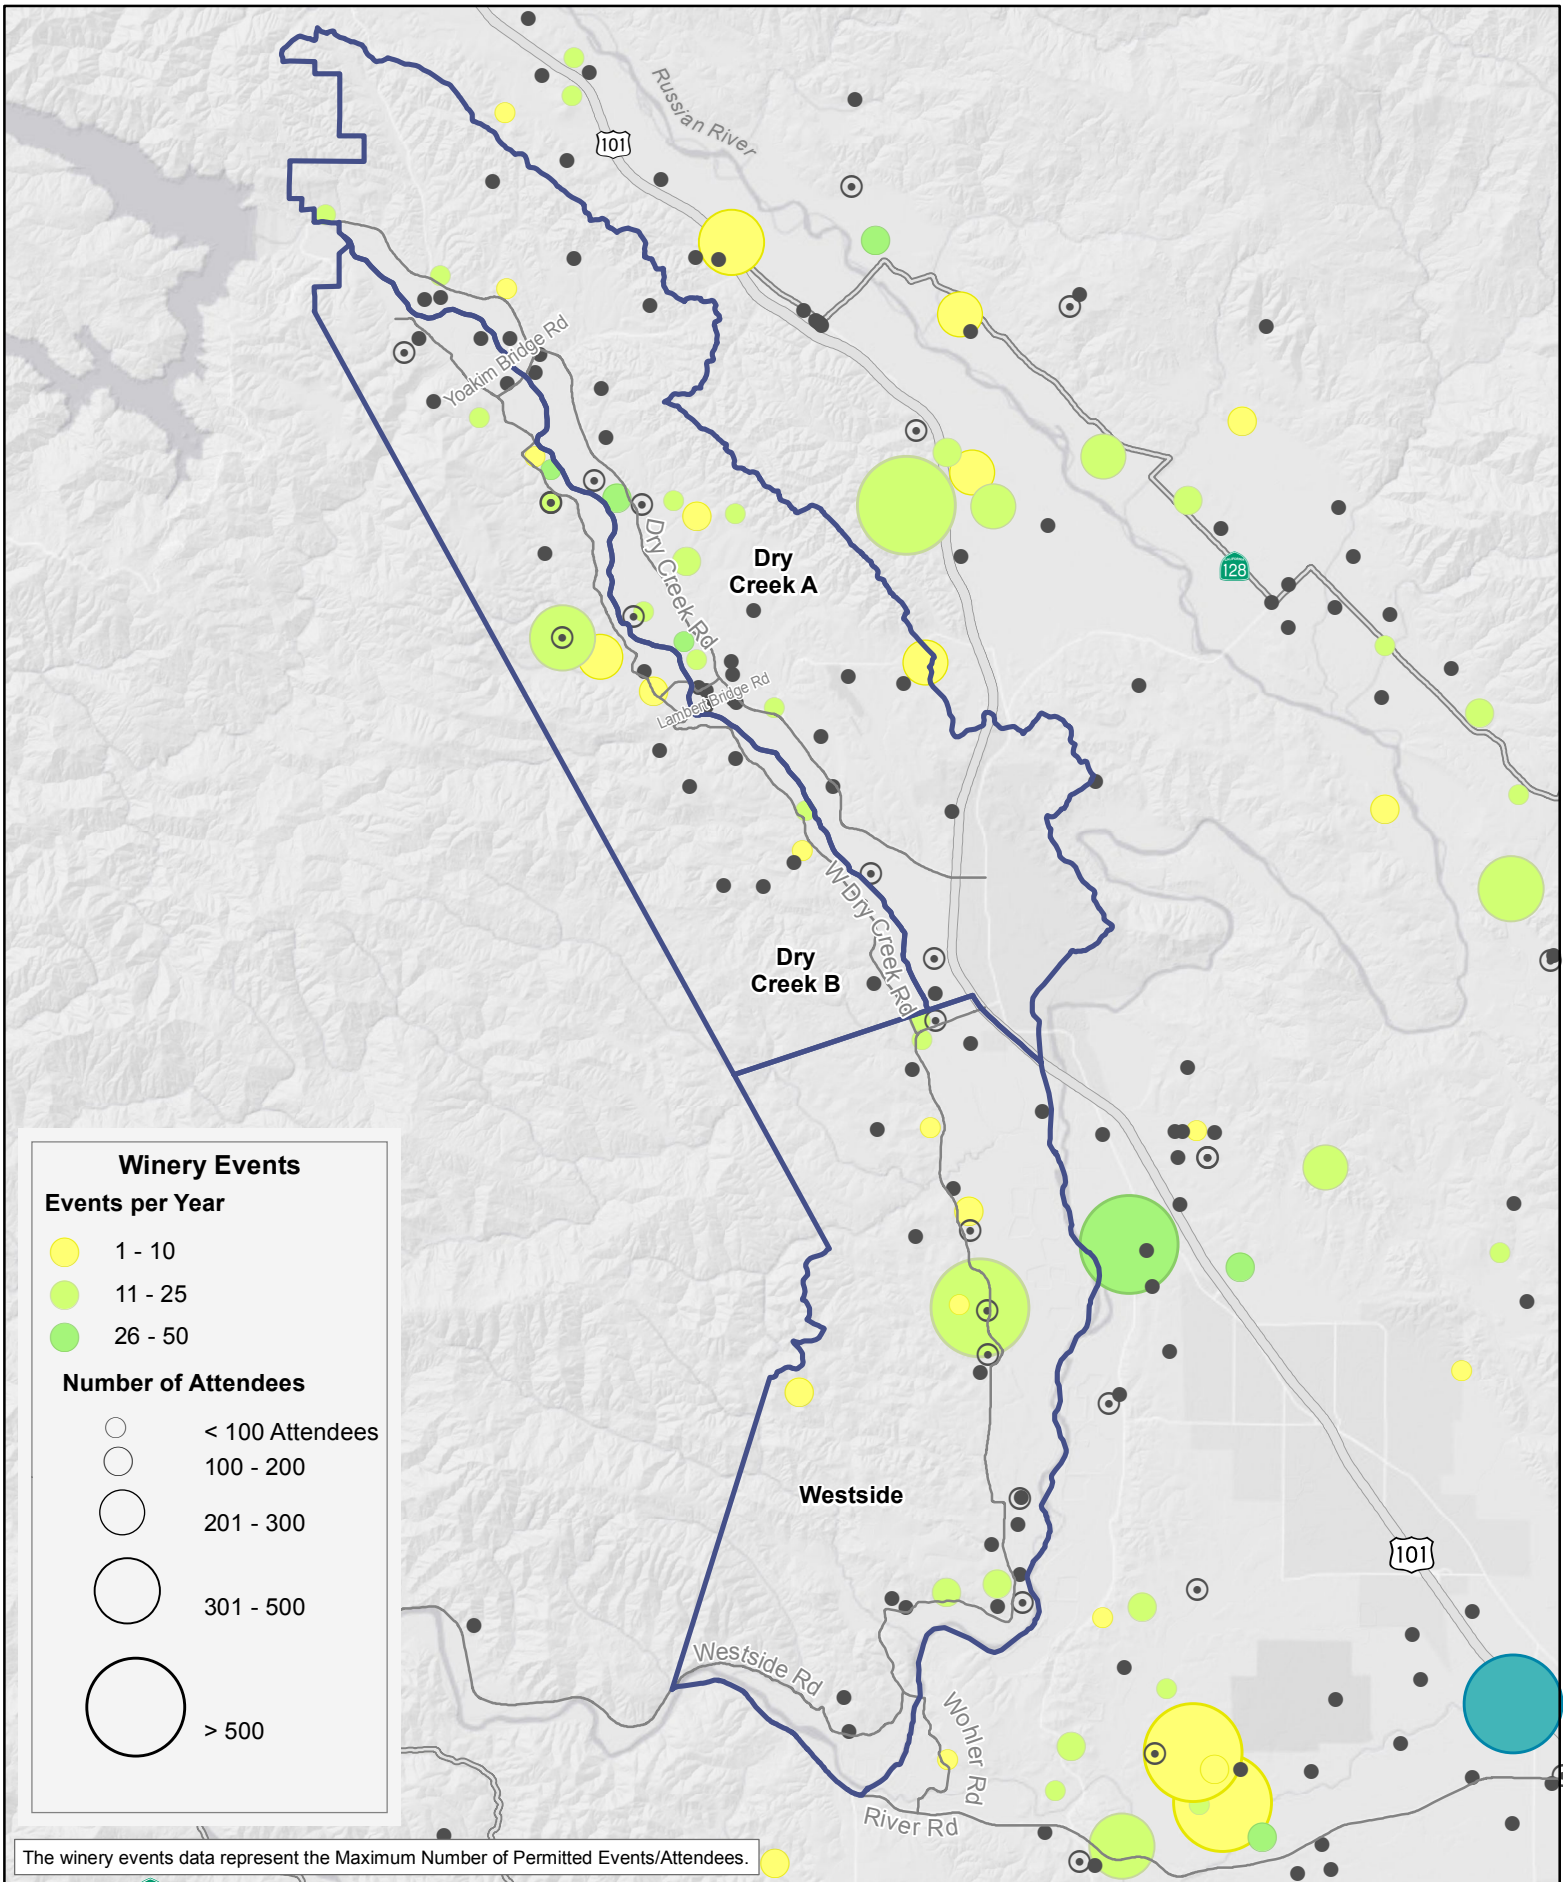 Russian River
101
Yoakim Bridge Rd
Dry Creek Rd
Dry
Creek A
128
Lambert Bridge Rd
W Dry Creek Rd
Dry
Creek B
Winery Events
Events per Year
1 - 10
11 - 25
26 - 50
Number of Attendees
< 100 Attendees
100 - 200
201 - 300
301 - 500
> 500
Westside
101
Westside Rd
Wohler Rd
River Rd
The winery events data represent the Maximum Number of Permitted Events/Attendees.